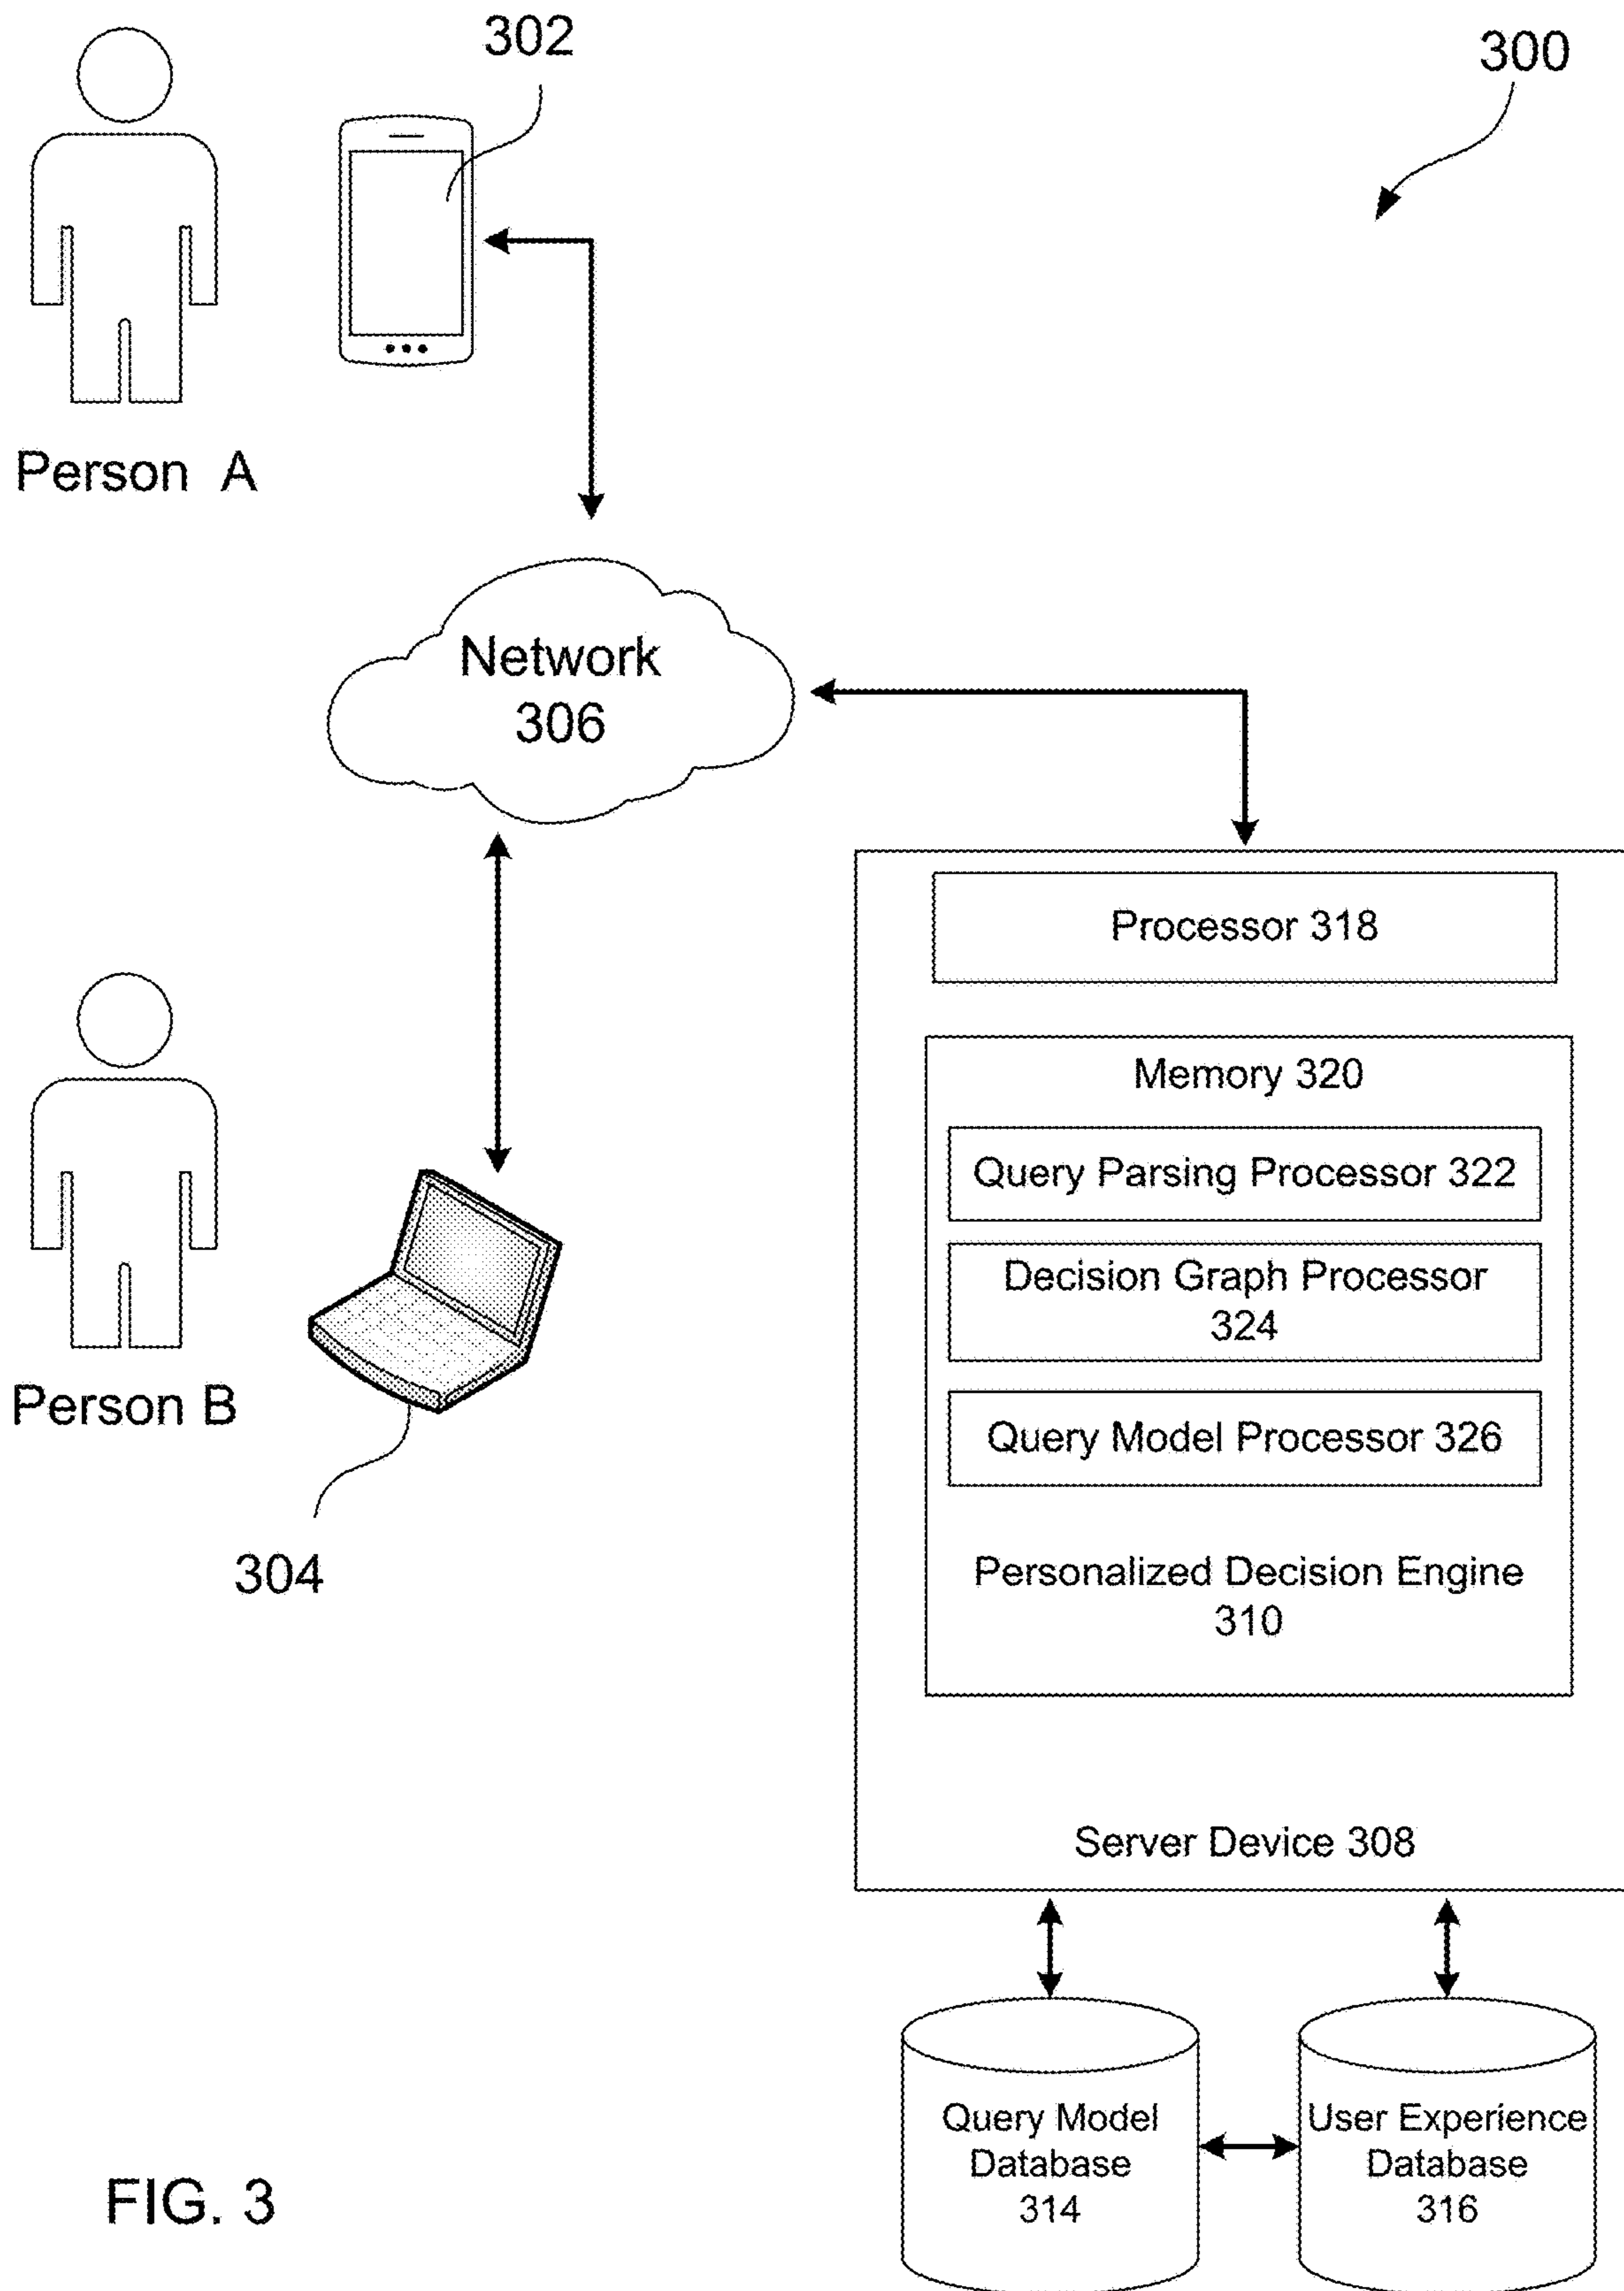 302
300
Person A
Network
306
Processor 318
Memory 320
Query Parsing Processor 322
Decision Graph Processor
324
Query Model Processor 326
Person B
304
Personalized Decision Engine
310
Server Device 308
Query Model
Database
314
User Experience
Database
316
FIG. 3